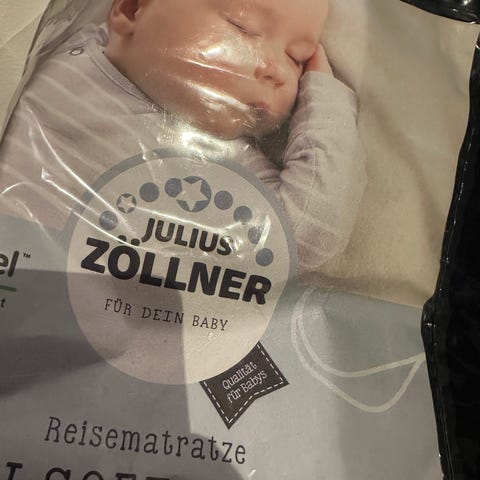 JULIUS
ZÖLLNER
FÜR DEIN BABY
Qualität
für Babys
Reisematratze